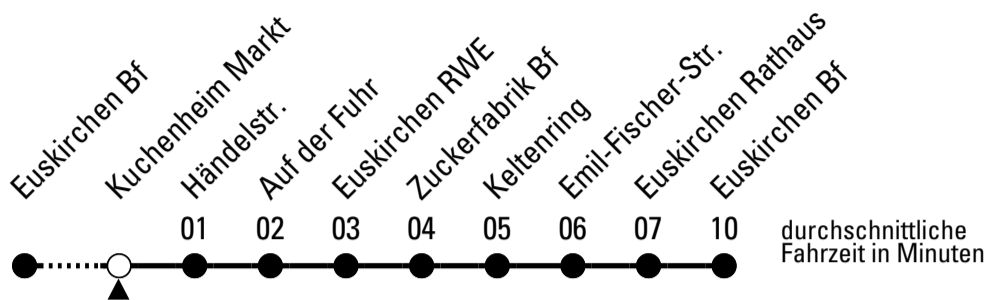 Euskirchen Bf
Kuchenheim Markt
Händelstr.
Auf der Fuhr
Euskirchen RWE
Zuckerfabrik Bf
Keltenring
Emil-Fischer-Str.
Euskirchen Rathaus
Euskirchen Bf
01 02 03 04 05 06 07 10
durchschnittliche
Fahrzeit in Minuten